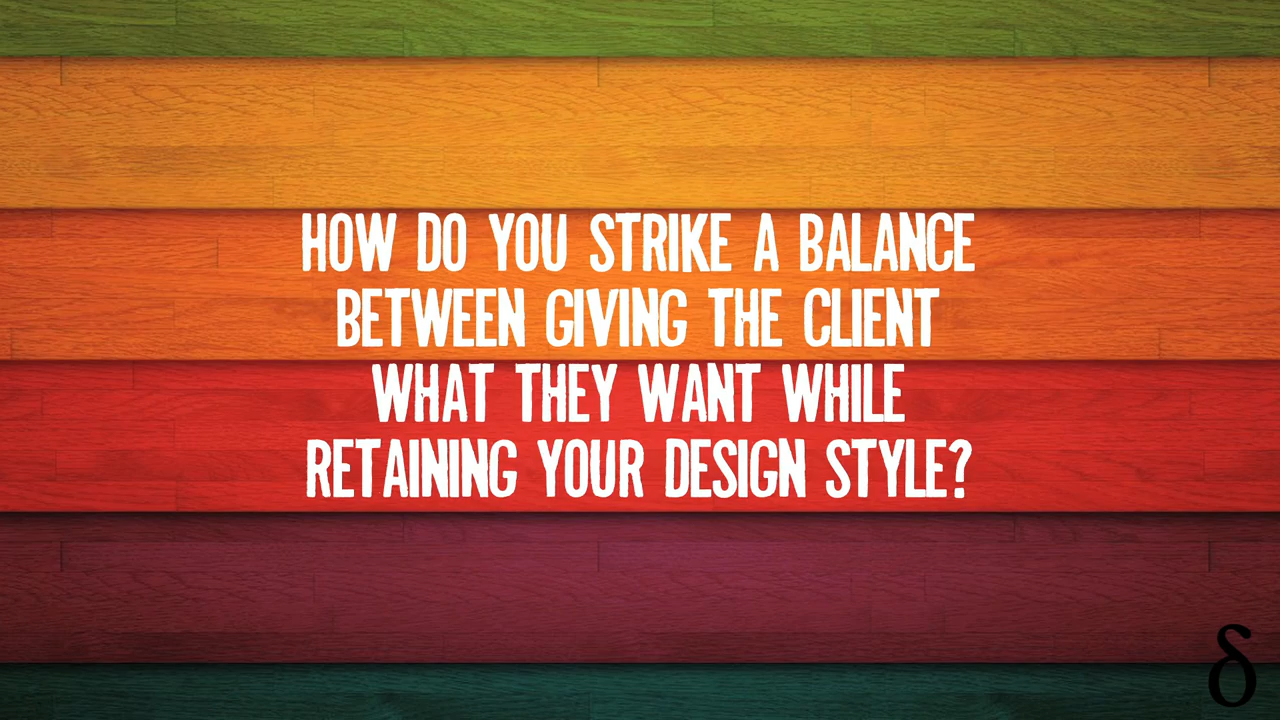 HOW DO YOU STRIKE A BALANCE
BETWEEN GIVING THE CLIENT
WHAT THEY WANT WHILE
RETAINING YOUR DESIGN STYLE?
δ